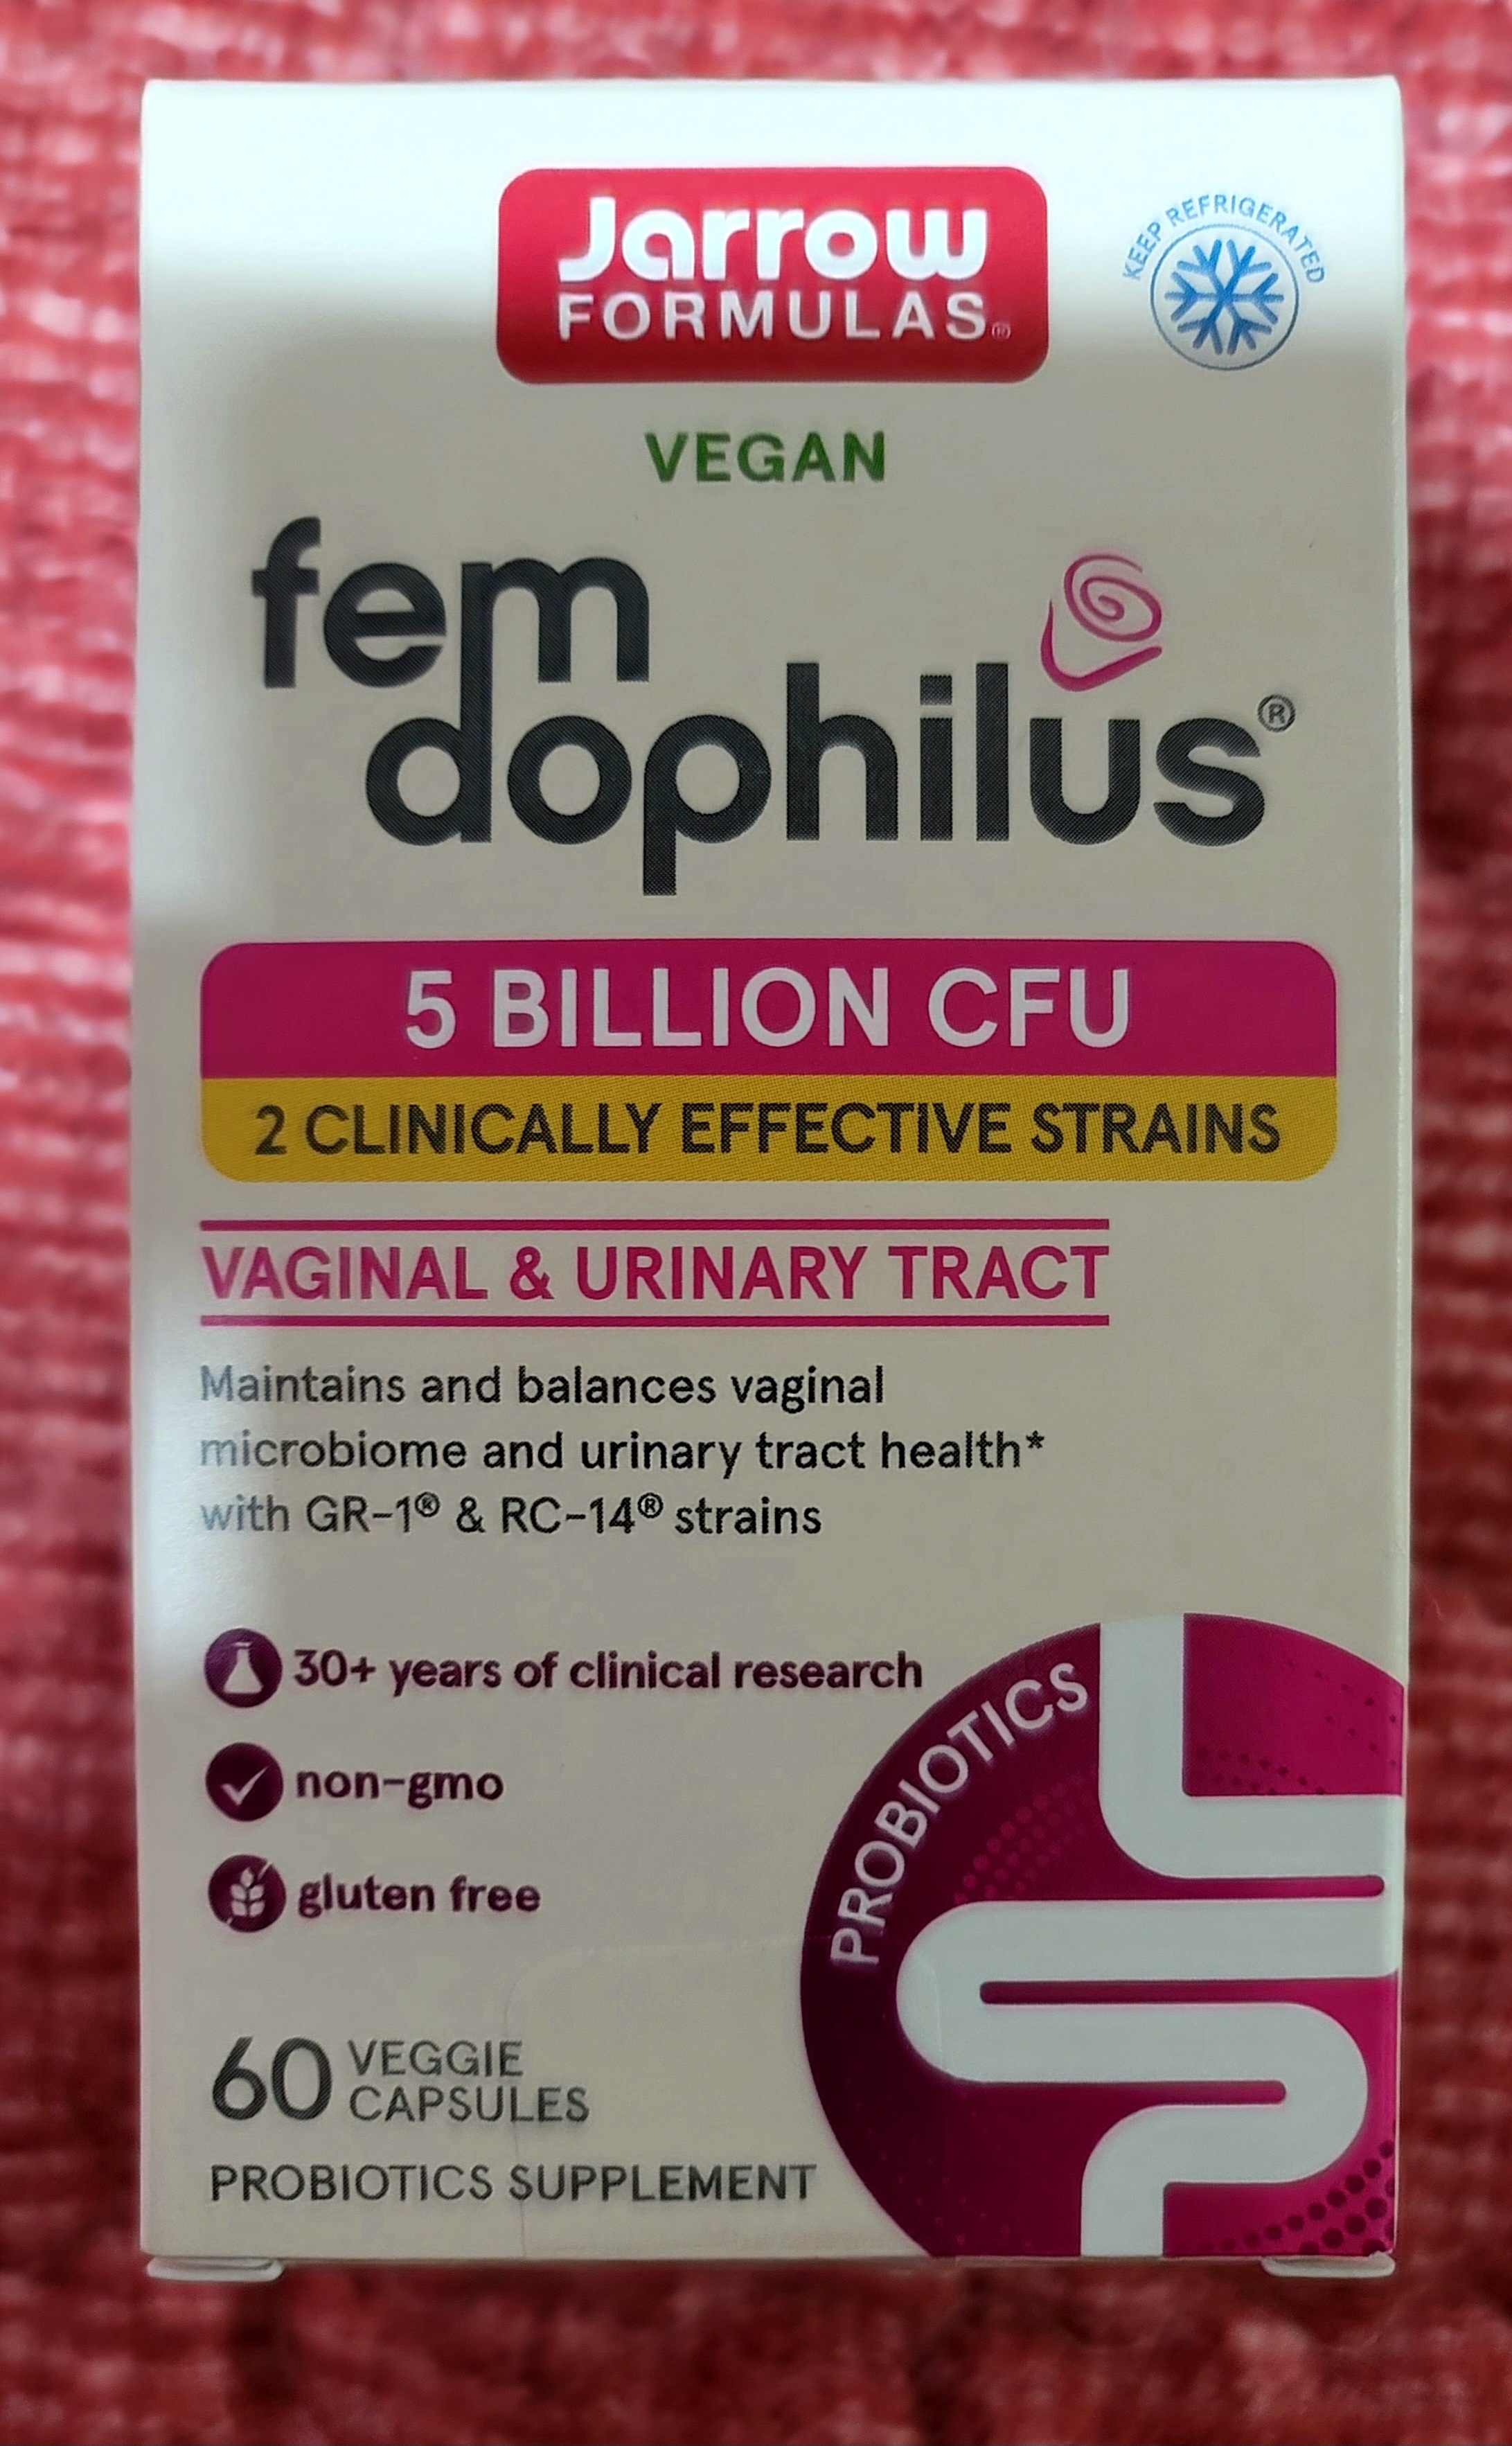 Jarrow
FORMULAS®
KEEP REFRIGERATED
VEGAN
fem
dophilus®
5 BILLION CFU
2 CLINICALLY EFFECTIVE STRAINS
VAGINAL & URINARY TRACT
Maintains and balances vaginal
microbiome and urinary tract health*
with GR-1® & RC-14® strains
30+ years of clinical research
non-gmo
gluten free
PROBIOTICS
60 VEGGIE
CAPSULES
PROBIOTICS SUPPLEMENT